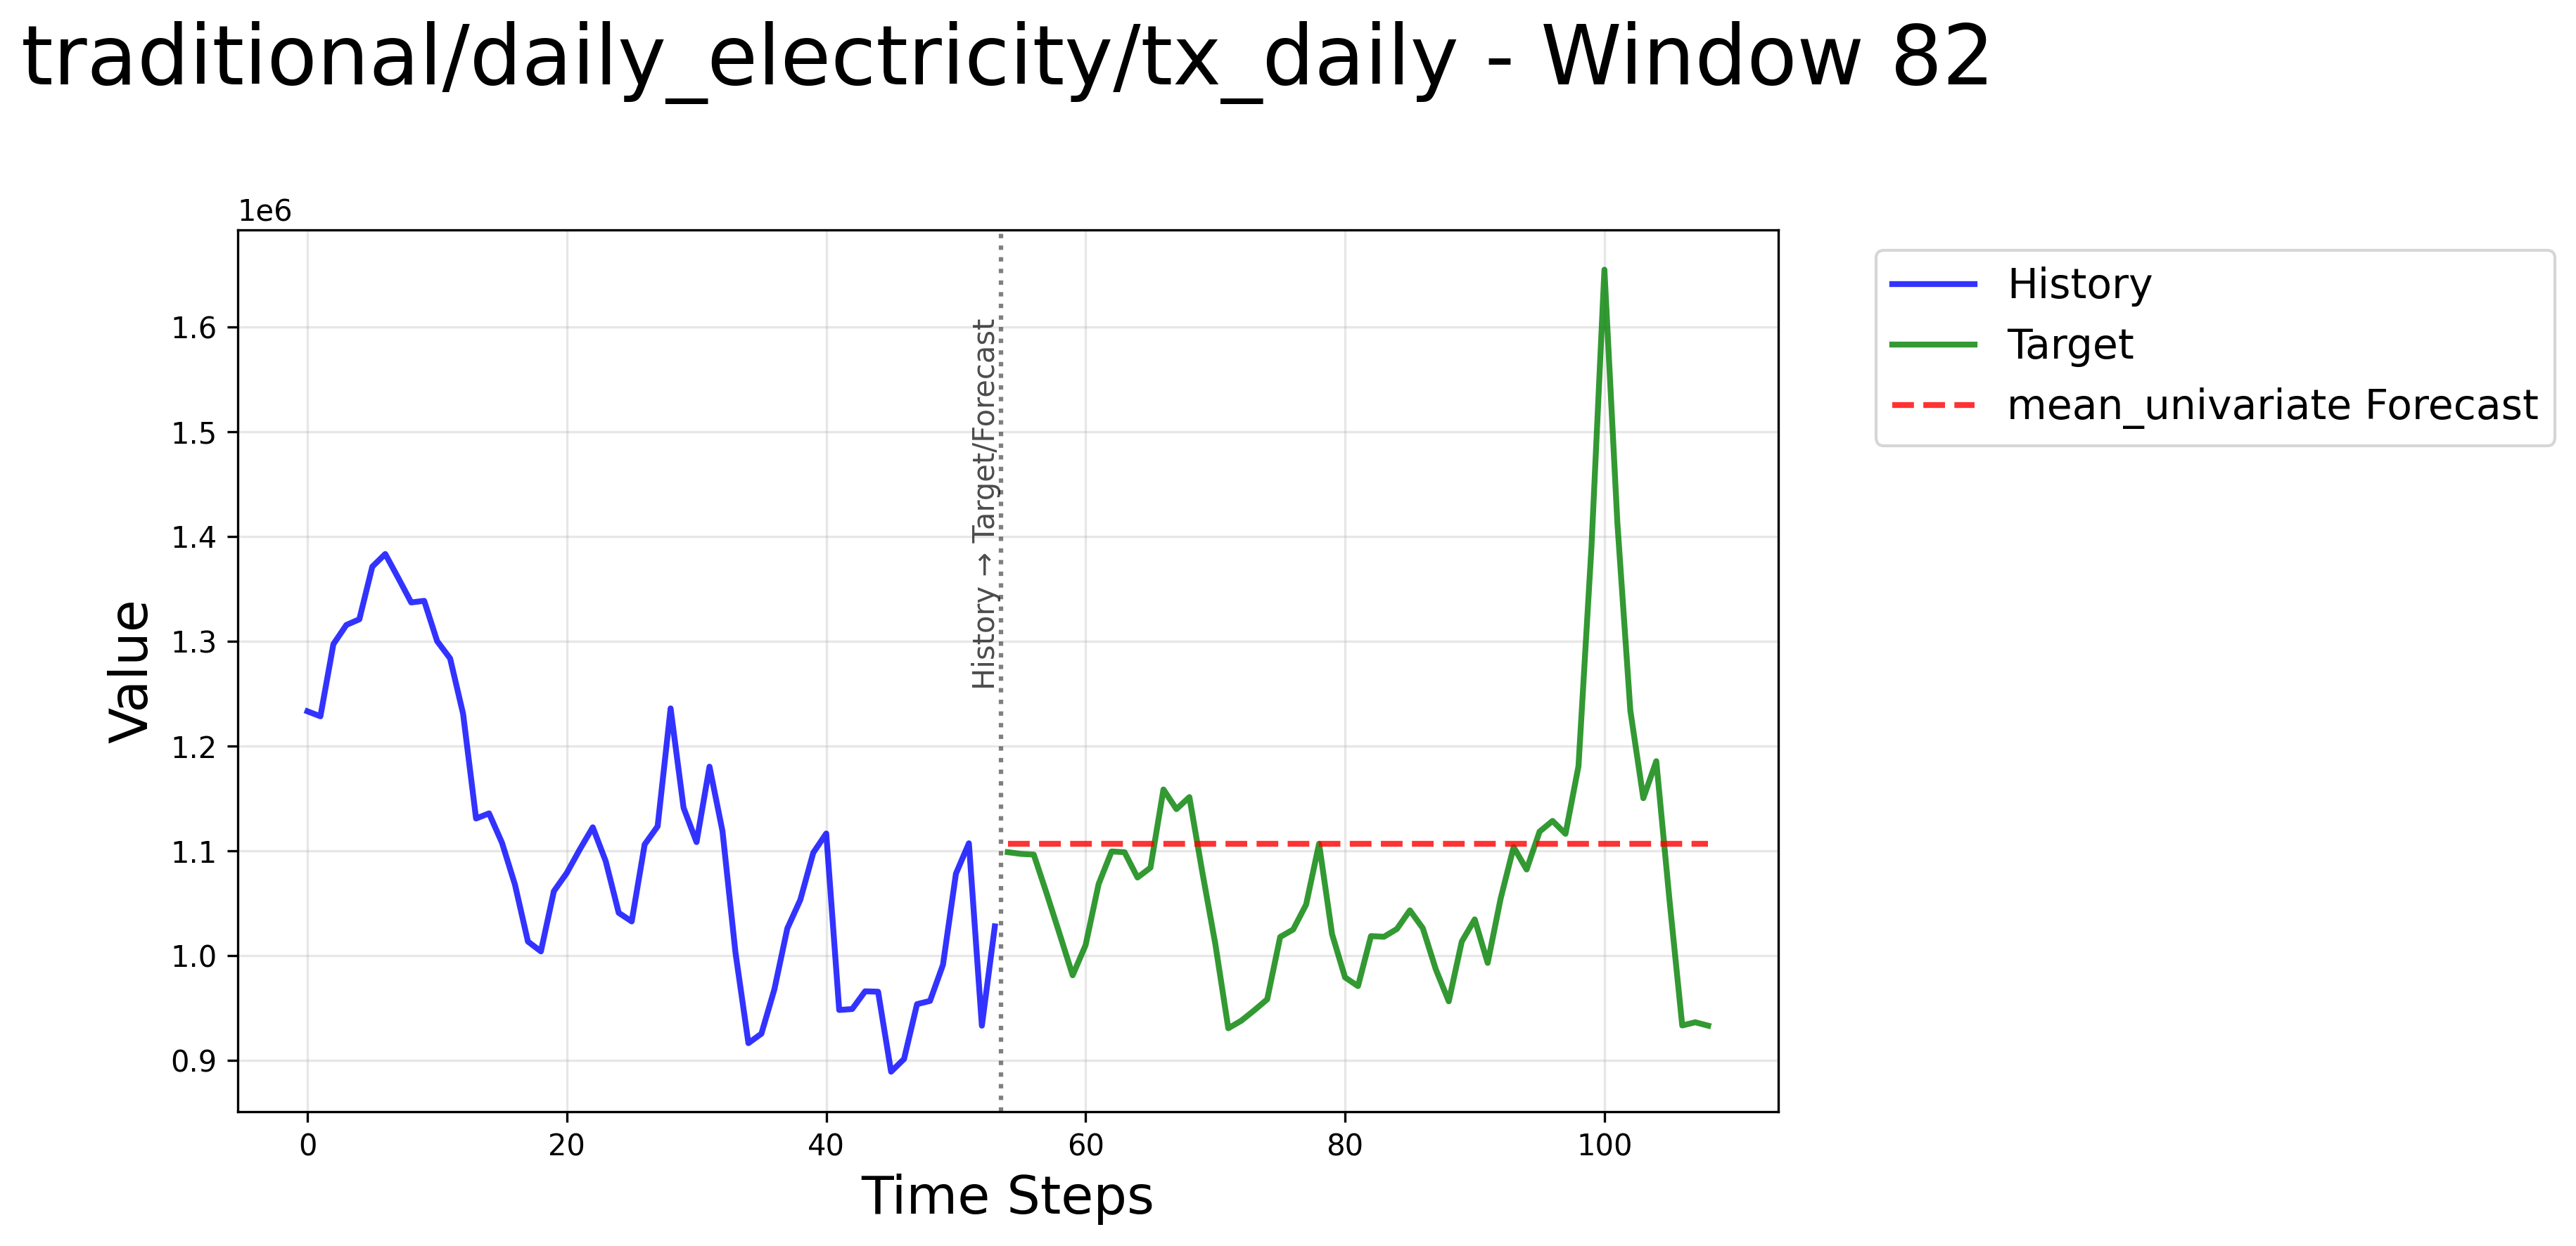 traditional/daily_electricity/tx_daily - Window 82
1e6
1.6
1.5
1.4
1.3
1.2
1.1
1.0
0.9
Value
History → Target/Forecast
0 20 40 60 80 100
Time Steps
History
Target
mean_univariate Forecast